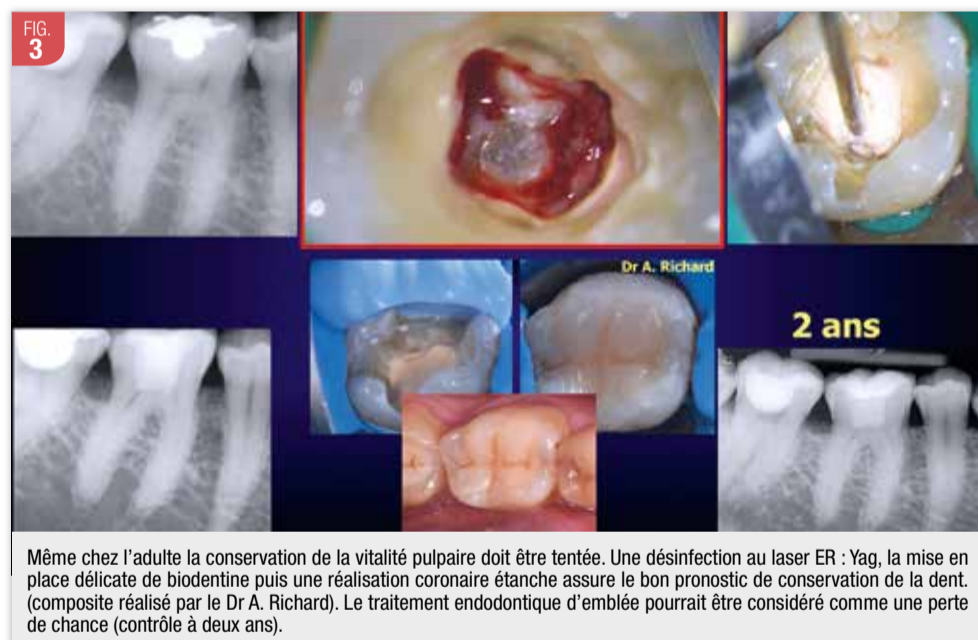 FIG.
3
Dr A. Richard
2 ans
Même chez l’adulte la conservation de la vitalité pulpaire doit être tentée. Une désinfection au laser ER : Yag, la mise en
place délicate de biodentine puis une réalisation coronaire étanche assure le bon pronostic de conservation de la dent.
(composite réalisé par le Dr A. Richard). Le traitement endodontique d’emblée pourrait être considéré comme une perte
de chance (contrôle à deux ans).